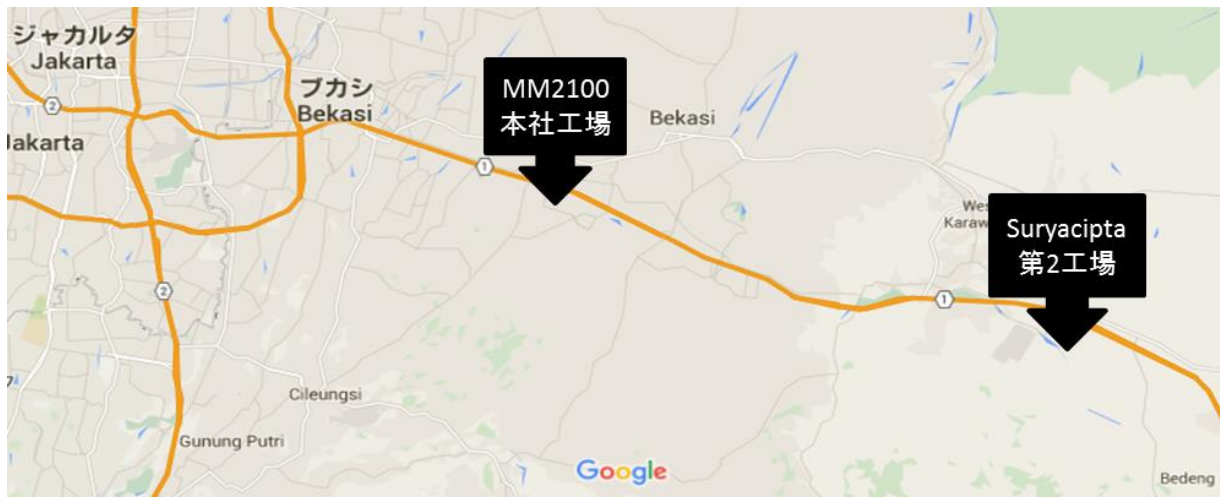 ジャカルタ
Jakarta
2
Jakarta
ブカシ
Bekasi
MM2100
本社工場
1
Bekasi
Wes
Karaw
Suryacipta
第2工場
1
2
Cileungsi
Gunung Putri
Google
Bedeng